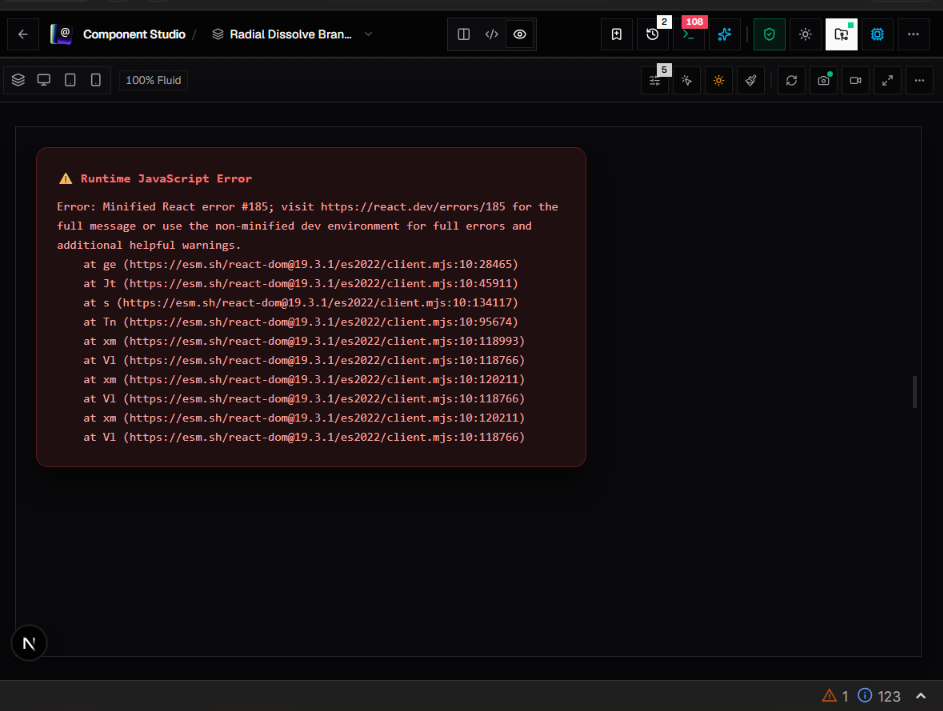 @ Component Studio / Radial Dissolve Bran...
2
108
100% Fluid
5
Runtime JavaScript Error
Error: Minified React error #185; visit https://react.dev/errors/185 for the
full message or use the non-minified dev environment for full errors and
additional helpful warnings.
at ge (https://esm.sh/react-dom@19.3.1/es2022/client.mjs:10:28465)
at Jt (https://esm.sh/react-dom@19.3.1/es2022/client.mjs:10:45911)
at s (https://esm.sh/react-dom@19.3.1/es2022/client.mjs:10:134117)
at Tn (https://esm.sh/react-dom@19.3.1/es2022/client.mjs:10:95674)
at xm (https://esm.sh/react-dom@19.3.1/es2022/client.mjs:10:118993)
at Vl (https://esm.sh/react-dom@19.3.1/es2022/client.mjs:10:118766)
at xm (https://esm.sh/react-dom@19.3.1/es2022/client.mjs:10:120211)
at Vl (https://esm.sh/react-dom@19.3.1/es2022/client.mjs:10:118766)
at xm (https://esm.sh/react-dom@19.3.1/es2022/client.mjs:10:120211)
at Vl (https://esm.sh/react-dom@19.3.1/es2022/client.mjs:10:118766)
N
1 123